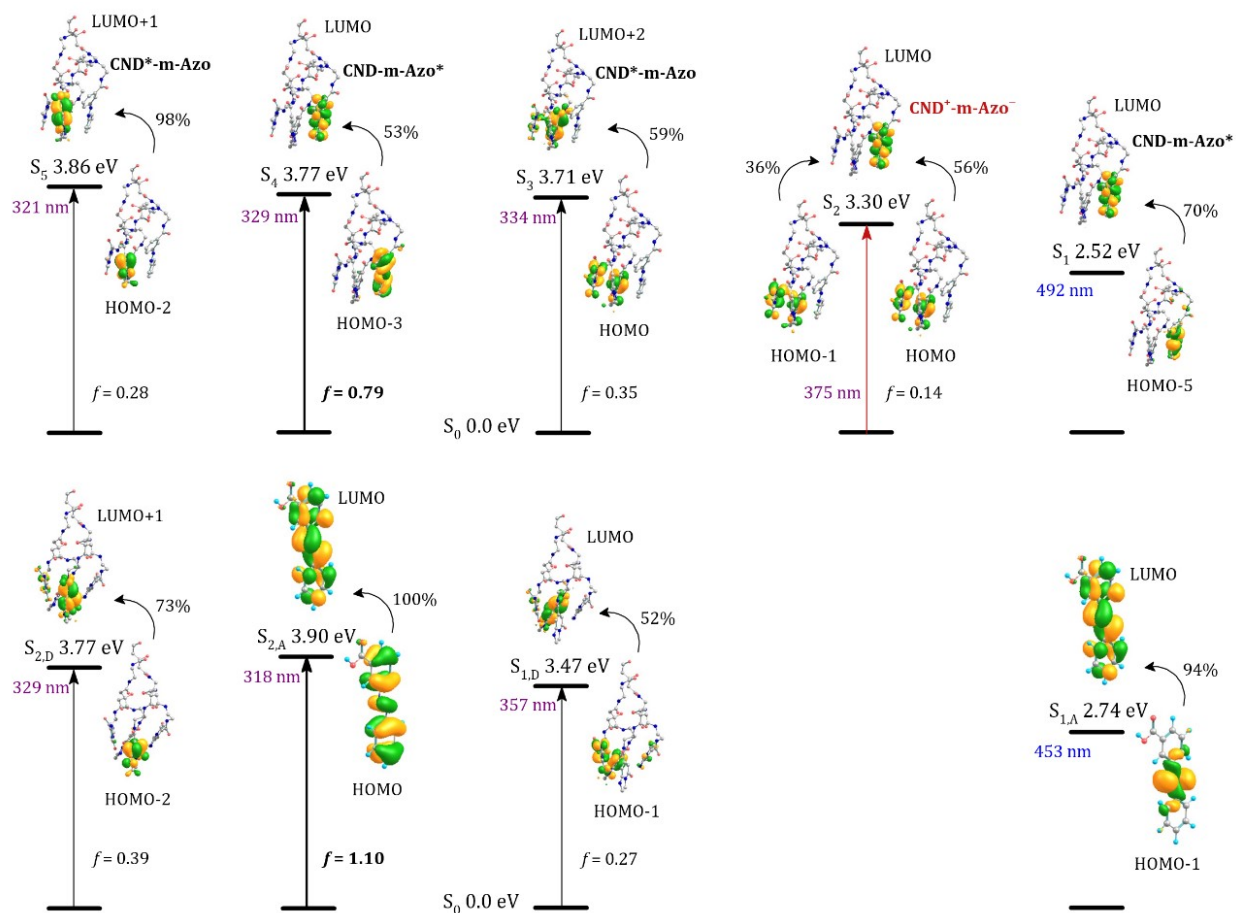 LUMO+1
CND*-m-Azo
98%
S5 3.86 eV
321 nm
HOMO-2
f = 0.28
LUMO
CND-m-Azo*
53%
S4 3.77 eV
329 nm
HOMO-3
f = 0.79
LUMO+2
CND*-m-Azo
59%
S3 3.71 eV
334 nm
HOMO
f = 0.35
S0 0.0 eV
LUMO
CND+-m-Azo−
36%
56%
S2 3.30 eV
HOMO-1
HOMO
375 nm
f = 0.14
LUMO
CND-m-Azo*
70%
S1 2.52 eV
492 nm
HOMO-5
LUMO+1
73%
S2,D 3.77 eV
329 nm
HOMO-2
f = 0.39
LUMO
100%
S2,A 3.90 eV
318 nm
HOMO
f = 1.10
LUMO
52%
S1,D 3.47 eV
357 nm
HOMO-1
f = 0.27
S0 0.0 eV
LUMO
94%
S1,A 2.74 eV
453 nm
HOMO-1